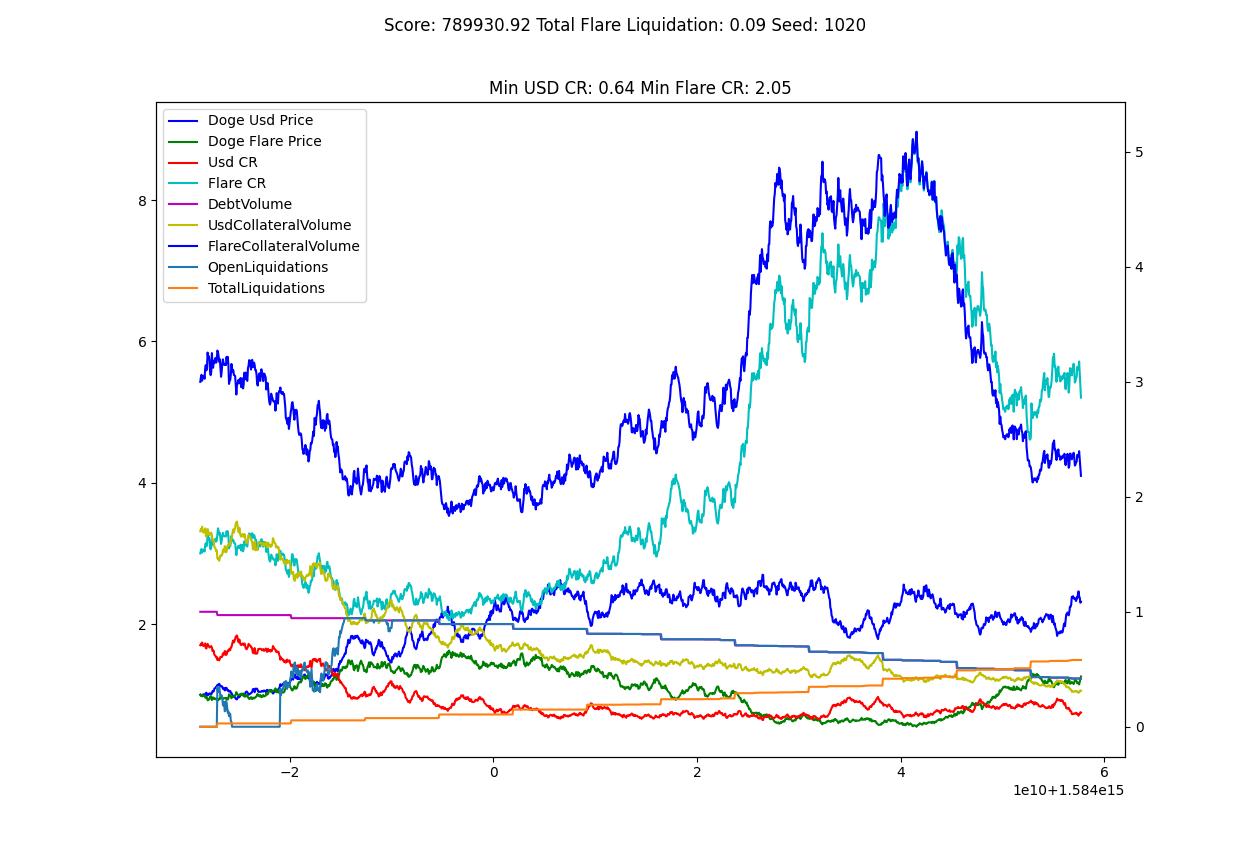 Score: 789930.92 Total Flare Liquidation: 0.09 Seed: 1020
Min USD CR: 0.64 Min Flare CR: 2.05
Doge Usd Price
Doge Flare Price
Usd CR
Flare CR
DebtVolume
UsdCollateralVolume
FlareCollateralVolume
OpenLiquidations
TotalLiquidations
8
6
4
2
5
4
3
2
1
0
−2
0
2
4
6
1e10+1.584e15